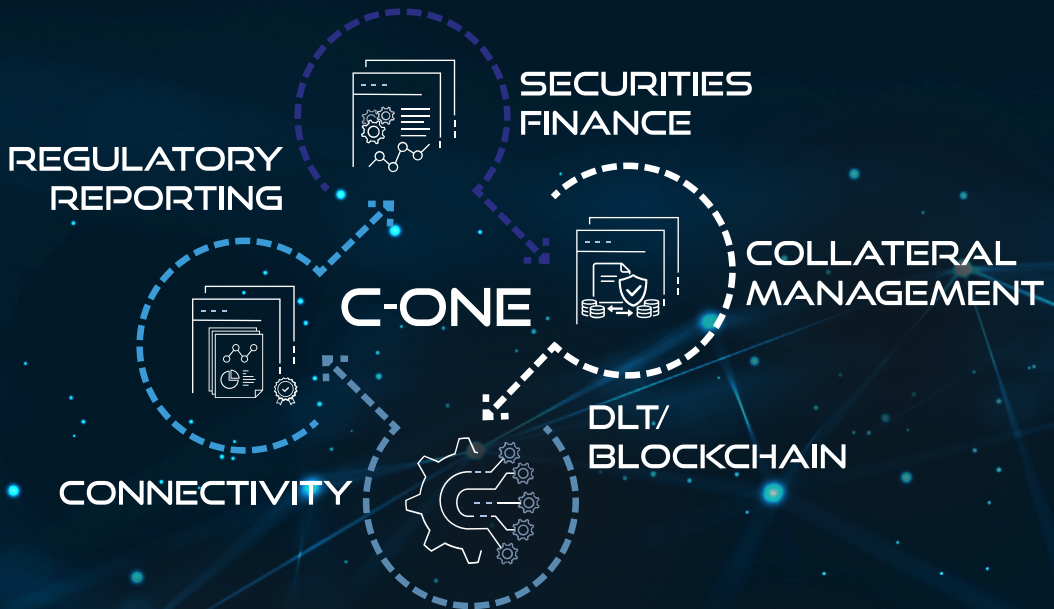 SECURITIES
FINANCE
REGULATORY
REPORTING
COLLATERAL
MANAGEMENT
C-ONE
DLT/
BLOCKCHAIN
CONNECTIVITY